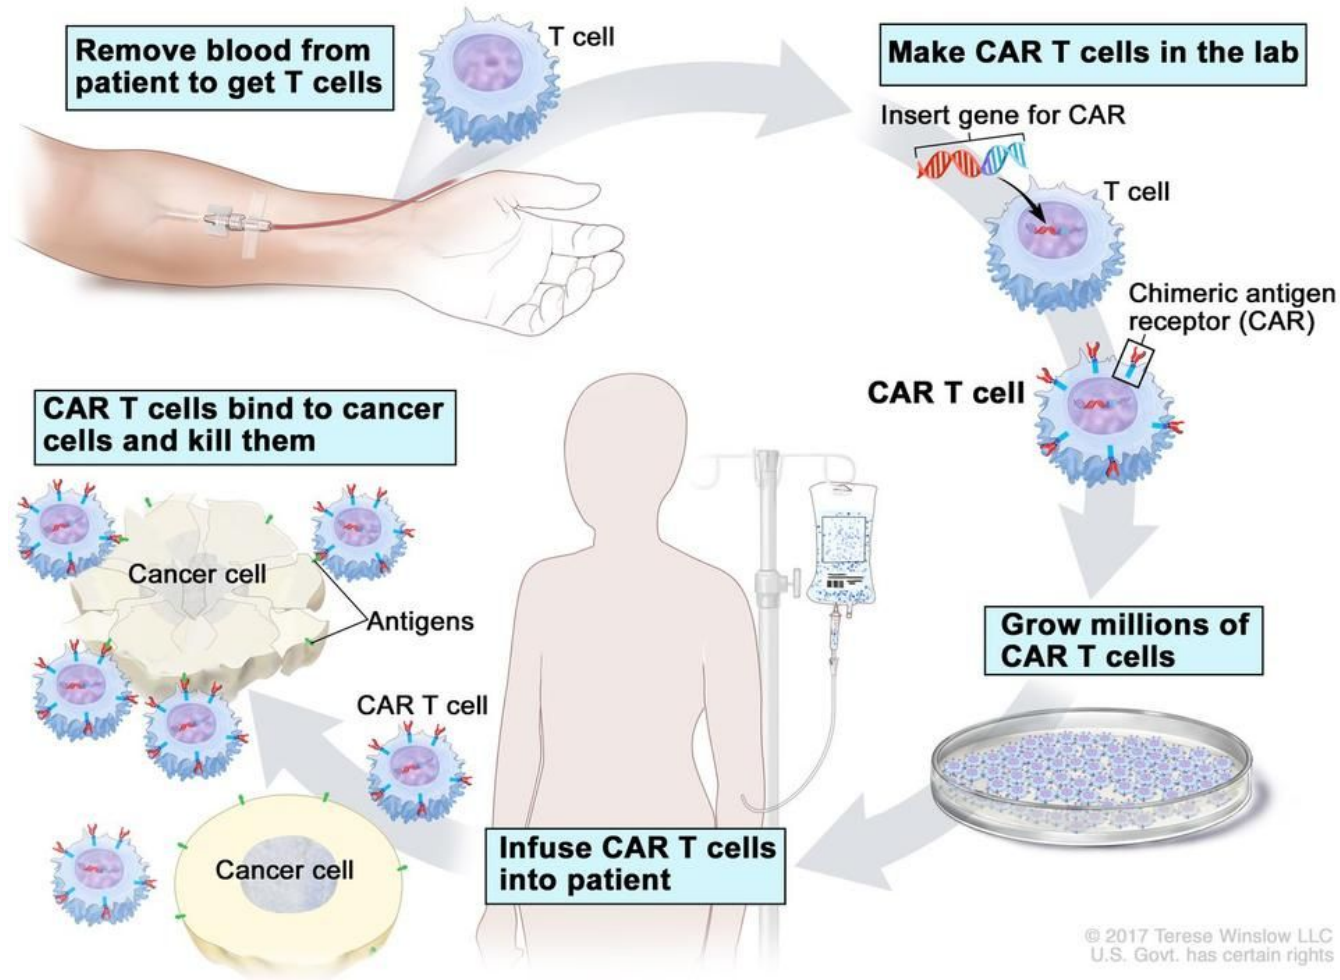 Remove blood from
patient to get T cells
T cell
Make CAR T cells in the lab
Insert gene for CAR
T cell
Chimeric antigen
receptor (CAR)
CAR T cell
Grow millions of
CAR T cells
Infuse CAR T cells
into patient
CAR T cell
CAR T cells bind to cancer
cells and kill them
Cancer cell
Antigens
Cancer cell
© 2017 Terese Winslow LLC
U.S. Govt. has certain rights